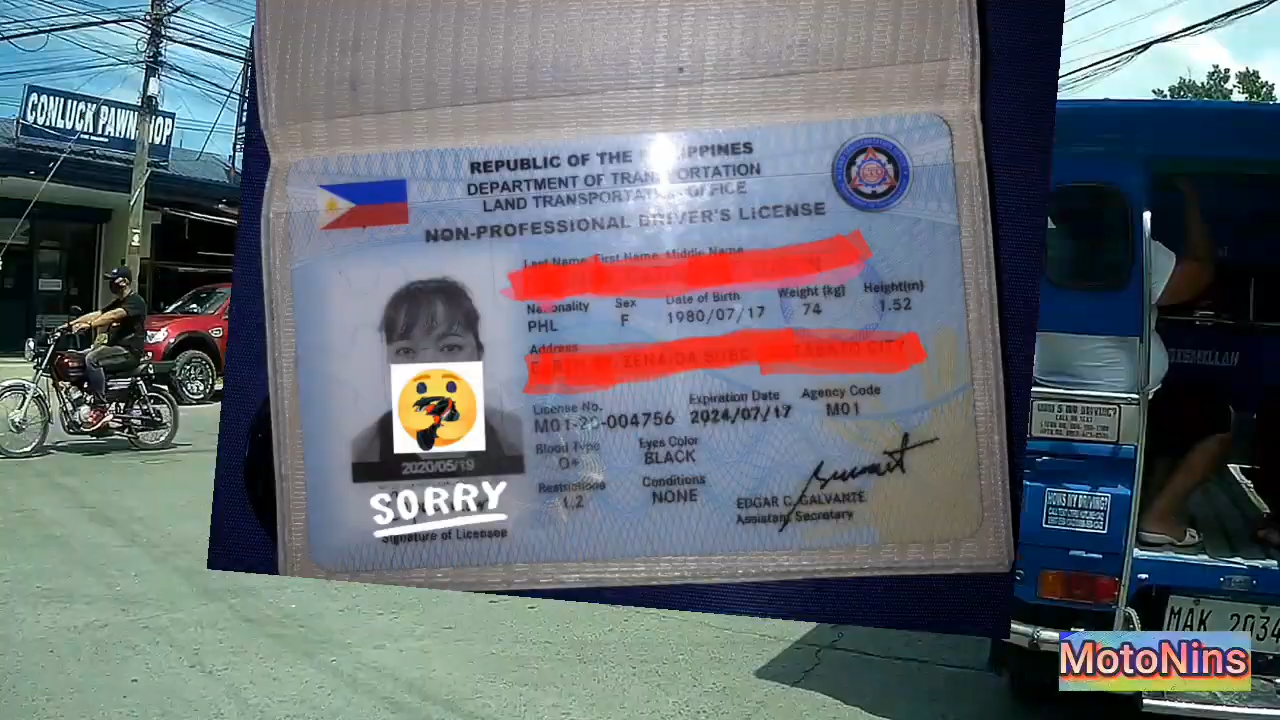 CONLUCK PAWNSHOP
REPUBLIC OF THE PHILIPPINES
DEPARTMENT OF TRANSPORTATION
LAND TRANSPORTATION OFFICE
NON-PROFESSIONAL DRIVER'S LICENSE
Last Name, First Name, Middle Name
Nationality Sex Date of Birth Weight (kg) Height(m)
PHL F 1980/07/17 74 1.52
Address
License No. Expiration Date Agency Code
2024/07/17 M01
Blood Type Eyes Color
O+ BLACK
Restrictions Conditions
1,2 NONE
2020/05/19
SORRY
Signature of Licensee
EDGAR C. GALVANTE
Assistant Secretary
HOW'S MY DRIVING?
MAK 2034
MotoNins